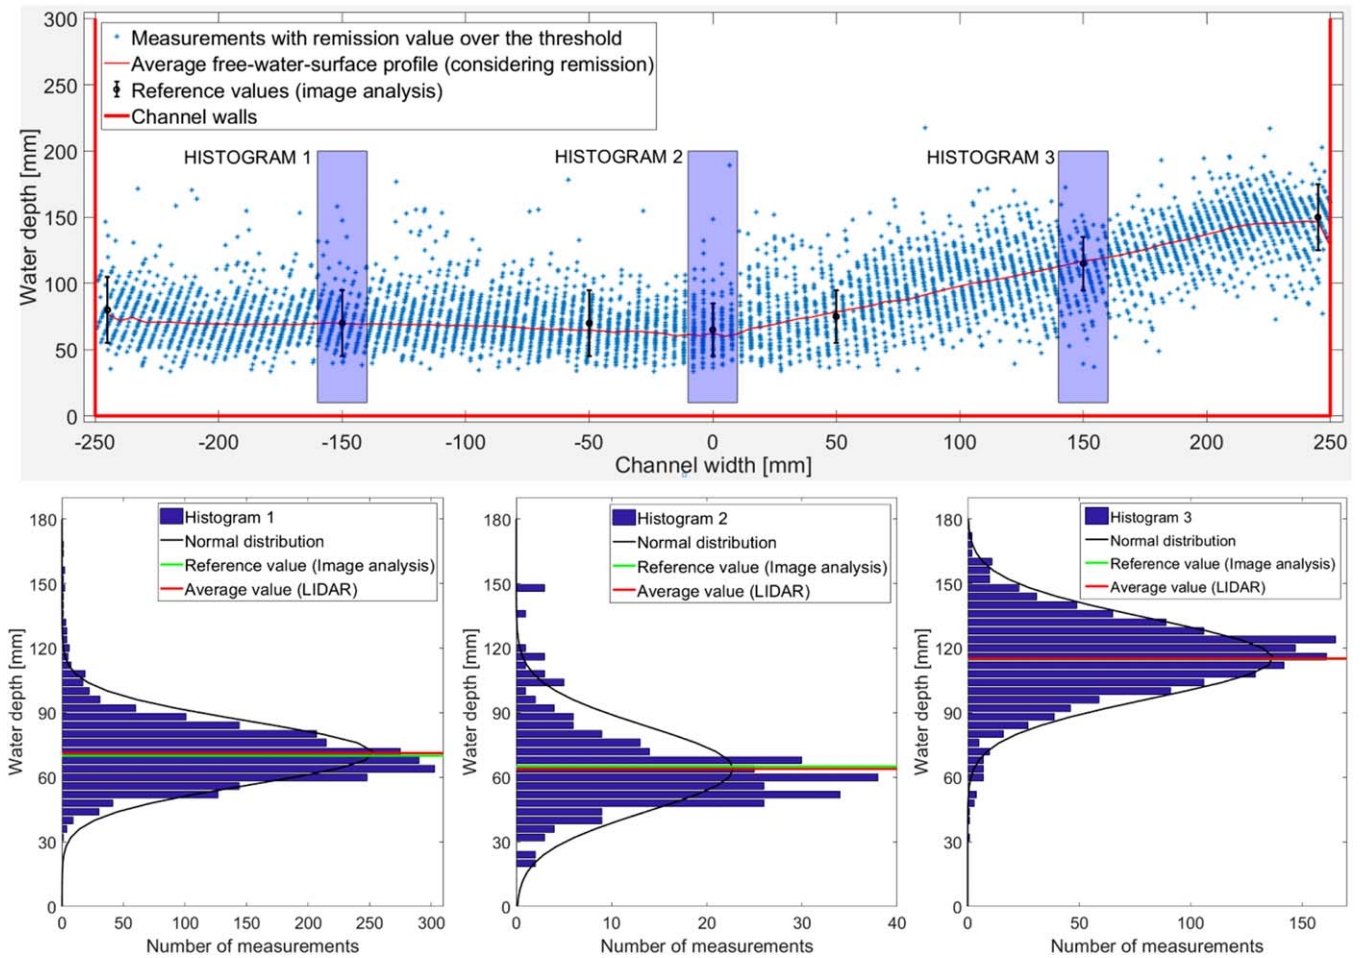 300
250
200
150
100
50
0
Water depth [mm]
Measurements with remission value over the threshold
Average free-water-surface profile (considering remission)
Reference values (image analysis)
Channel walls
HISTOGRAM 1
HISTOGRAM 2
HISTOGRAM 3
-250 -200 -150 -100 -50 0 50 100 150 200 250
Channel width [mm]
180
150
120
90
60
30
0
Water depth [mm]
Histogram 1
Normal distribution
Reference value (Image analysis)
Average value (LIDAR)
0 50 100 150 200 250 300
Number of measurements
180
150
120
90
60
30
0
Water depth [mm]
Histogram 2
Normal distribution
Reference value (Image analysis)
Average value (LIDAR)
0 10 20 30 40
Number of measurements
180
150
120
90
60
30
0
Water depth [mm]
Histogram 3
Normal distribution
Reference value (Image analysis)
Average value (LIDAR)
0 50 100 150
Number of measurements